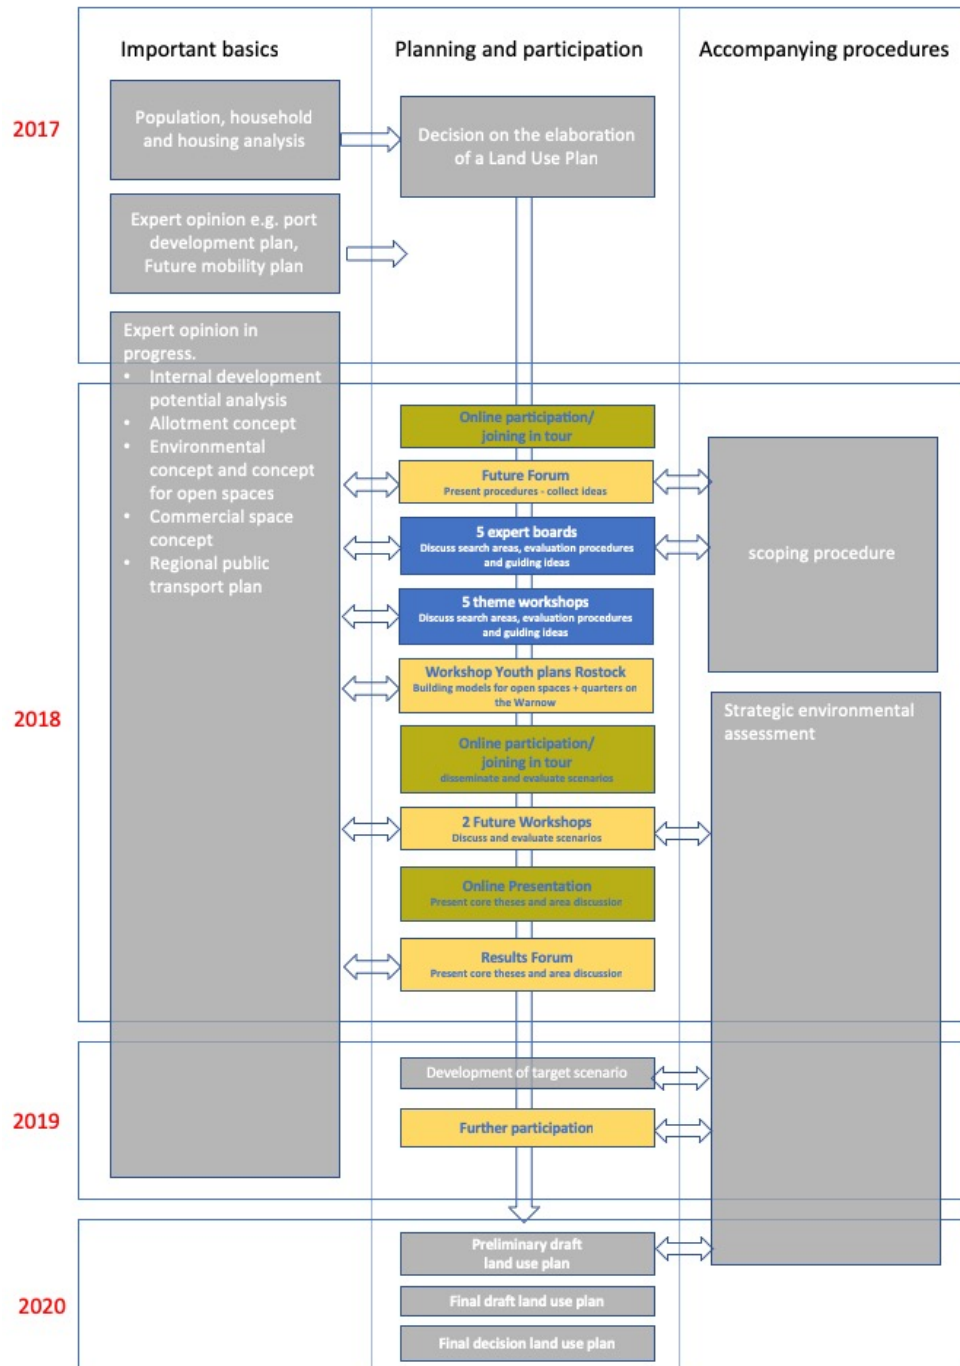 Important basics
Planning and participation
Accompanying procedures
2017
Population, household
and housing analysis
Decision on the elaboration
of a Land Use Plan
Expert opinion e.g. port
development plan,
Future mobility plan
Expert opinion in
progress.
• Internal development
potential analysis
• Allotment concept
• Environmental
concept and concept
for open spaces
• Commercial space
concept
• Regional public
transport plan
2018
Online participation/
joining in tour
Future Forum
Present procedures - collect ideas
5 expert boards
Discuss search areas, evaluation procedures
and guiding ideas
5 theme workshops
Discuss search areas, evaluation procedures
and guiding ideas
Workshop Youth plans Rostock
Building models for open spaces + quarters on
the Warnow
Online participation/
joining in tour
disseminate and evaluate scenarios
2 Future Workshops
Discuss and evaluate scenarios
Online Presentation
Present core theses and area discussion
Results Forum
Present core theses and area discussion
scoping procedure
Strategic environmental
assessment
2019
Development of target scenario
Further participation
2020
Preliminary draft
land use plan
Final draft land use plan
Final decision land use plan